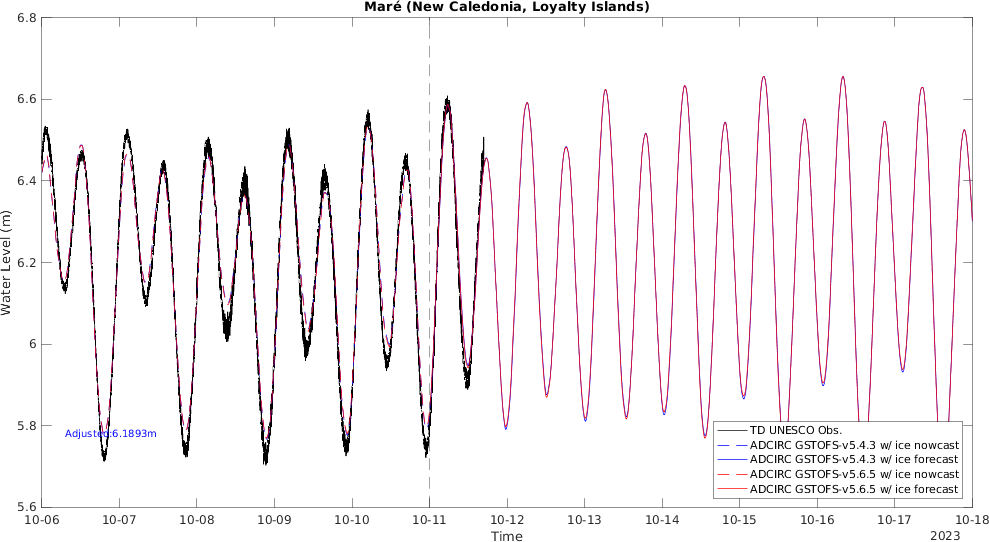 Maré (New Caledonia, Loyalty Islands)
6.8
6.6
6.4
6.2
6
5.8
5.6
Water Level (m)
Adjusted:6.1893m
TD UNESCO Obs.
ADCIRC GSTOFS-v5.4.3 w/ ice nowcast
ADCIRC GSTOFS-v5.4.3 w/ ice forecast
ADCIRC GSTOFS-v5.6.5 w/ ice nowcast
ADCIRC GSTOFS-v5.6.5 w/ ice forecast
10-06 10-07 10-08 10-09 10-10 10-11 10-12 10-13 10-14 10-15 10-16 10-17 10-18
Time
2023